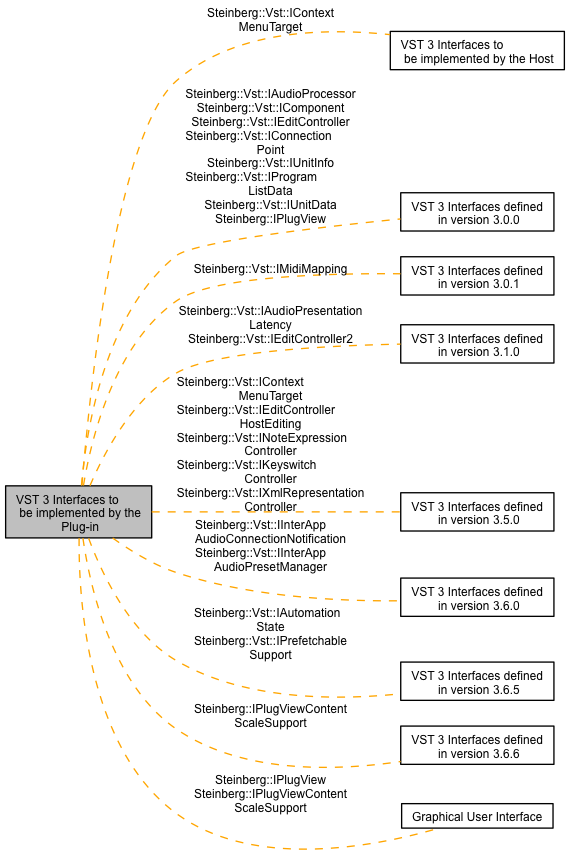 Steinberg::Vst::IContext
MenuTarget
VST 3 Interfaces to
be implemented by the Host
Steinberg::Vst::IAudioProcessor
Steinberg::Vst::IComponent
Steinberg::Vst::IEditController
Steinberg::Vst::IConnection
Point
Steinberg::Vst::IUnitInfo
Steinberg::Vst::IProgram
ListData
Steinberg::Vst::IUnitData
Steinberg::IPlugView
VST 3 Interfaces defined
in version 3.0.0
Steinberg::Vst::IMidiMapping
VST 3 Interfaces defined
in version 3.0.1
Steinberg::Vst::IAudioPresentation
Latency
Steinberg::Vst::IEditController2
VST 3 Interfaces defined
in version 3.1.0
Steinberg::Vst::IContext
MenuTarget
Steinberg::Vst::IEditController
HostEditing
Steinberg::Vst::INoteExpression
Controller
Steinberg::Vst::IKeyswitch
Controller
Steinberg::Vst::IXmlRepresentation
Controller
VST 3 Interfaces to
be implemented by the
Plug-in
VST 3 Interfaces defined
in version 3.5.0
Steinberg::Vst::IInterApp
AudioConnectionNotification
Steinberg::Vst::IInterApp
AudioPresetManager
VST 3 Interfaces defined
in version 3.6.0
Steinberg::Vst::IAutomation
State
Steinberg::Vst::IPrefetchable
Support
VST 3 Interfaces defined
in version 3.6.5
Steinberg::IPlugViewContent
ScaleSupport
VST 3 Interfaces defined
in version 3.6.6
Steinberg::IPlugView
Steinberg::IPlugViewContent
ScaleSupport
Graphical User Interface